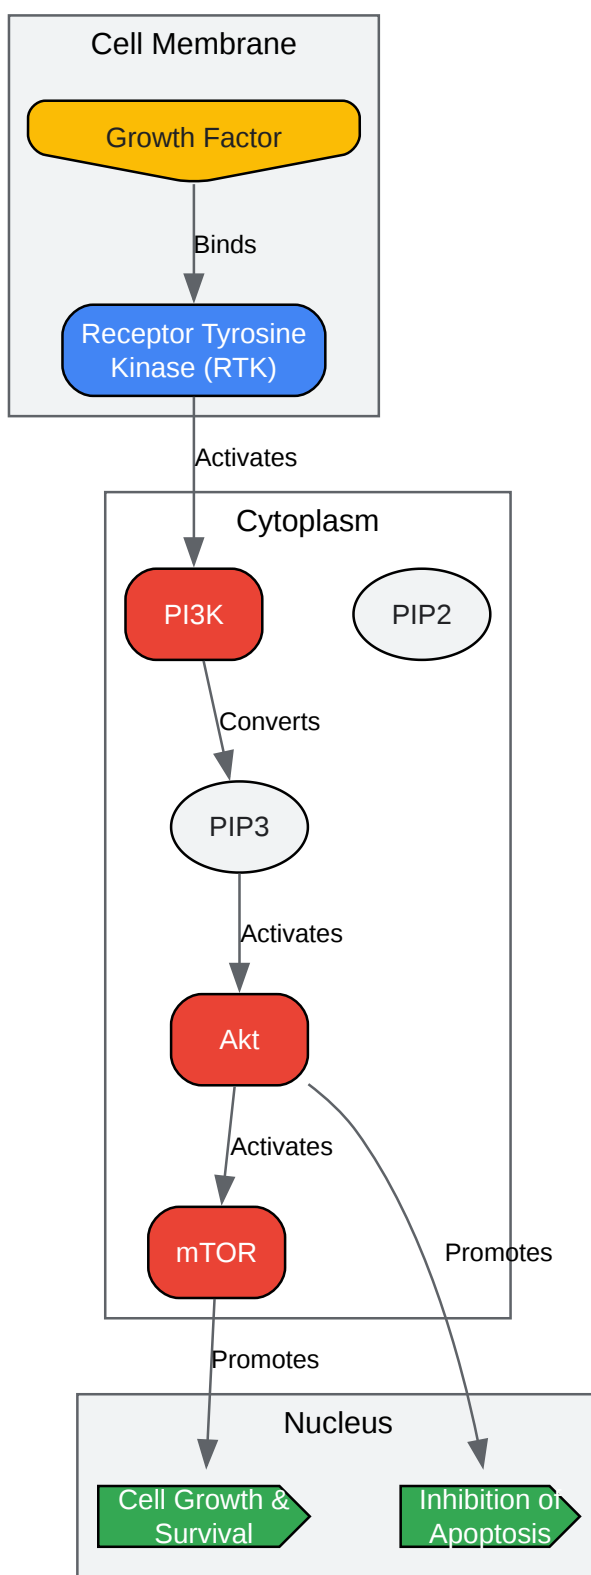 Cell Membrane
Growth Factor
Binds
Receptor Tyrosine
Kinase (RTK)
Activates
Cytoplasm
PI3K
PIP2
Converts
PIP3
Activates
Akt
Activates
mTOR
Promotes
Promotes
Nucleus
Cell Growth &
Survival
Inhibition of
Apoptosis